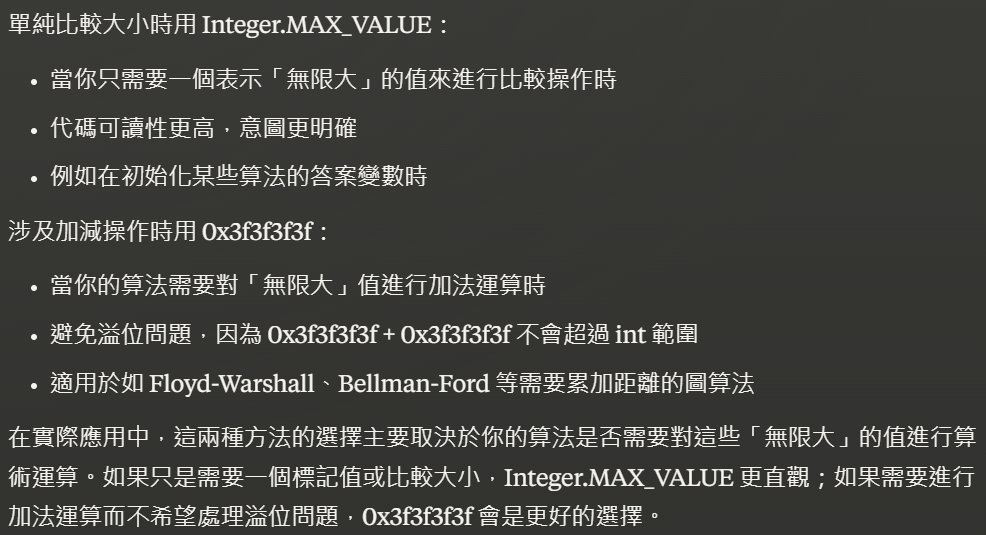 單純比較大小時用 Integer.MAX_VALUE：
• 當你只需要一個表示「無限大」的值來進行比較操作時
• 代碼可讀性更高，意圖更明確
• 例如在初始化某些算法的答案變數時
涉及加減操作時用 0x3f3f3f3f：
• 當你的算法需要對「無限大」值進行加法運算時
• 避免溢位問題，因為 0x3f3f3f3f + 0x3f3f3f3f 不會超過 int 範圍
• 適用於如 Floyd-Warshall、Bellman-Ford 等需要累加距離的圖算法
在實際應用中，這兩種方法的選擇主要取決於你的算法是否需要對這些「無限大」的值進行算
術運算。如果只是需要一個標記值或比較大小，Integer.MAX_VALUE 更直觀；如果需要進行
加法運算而不希望處理溢位問題，0x3f3f3f3f 會是更好的選擇。